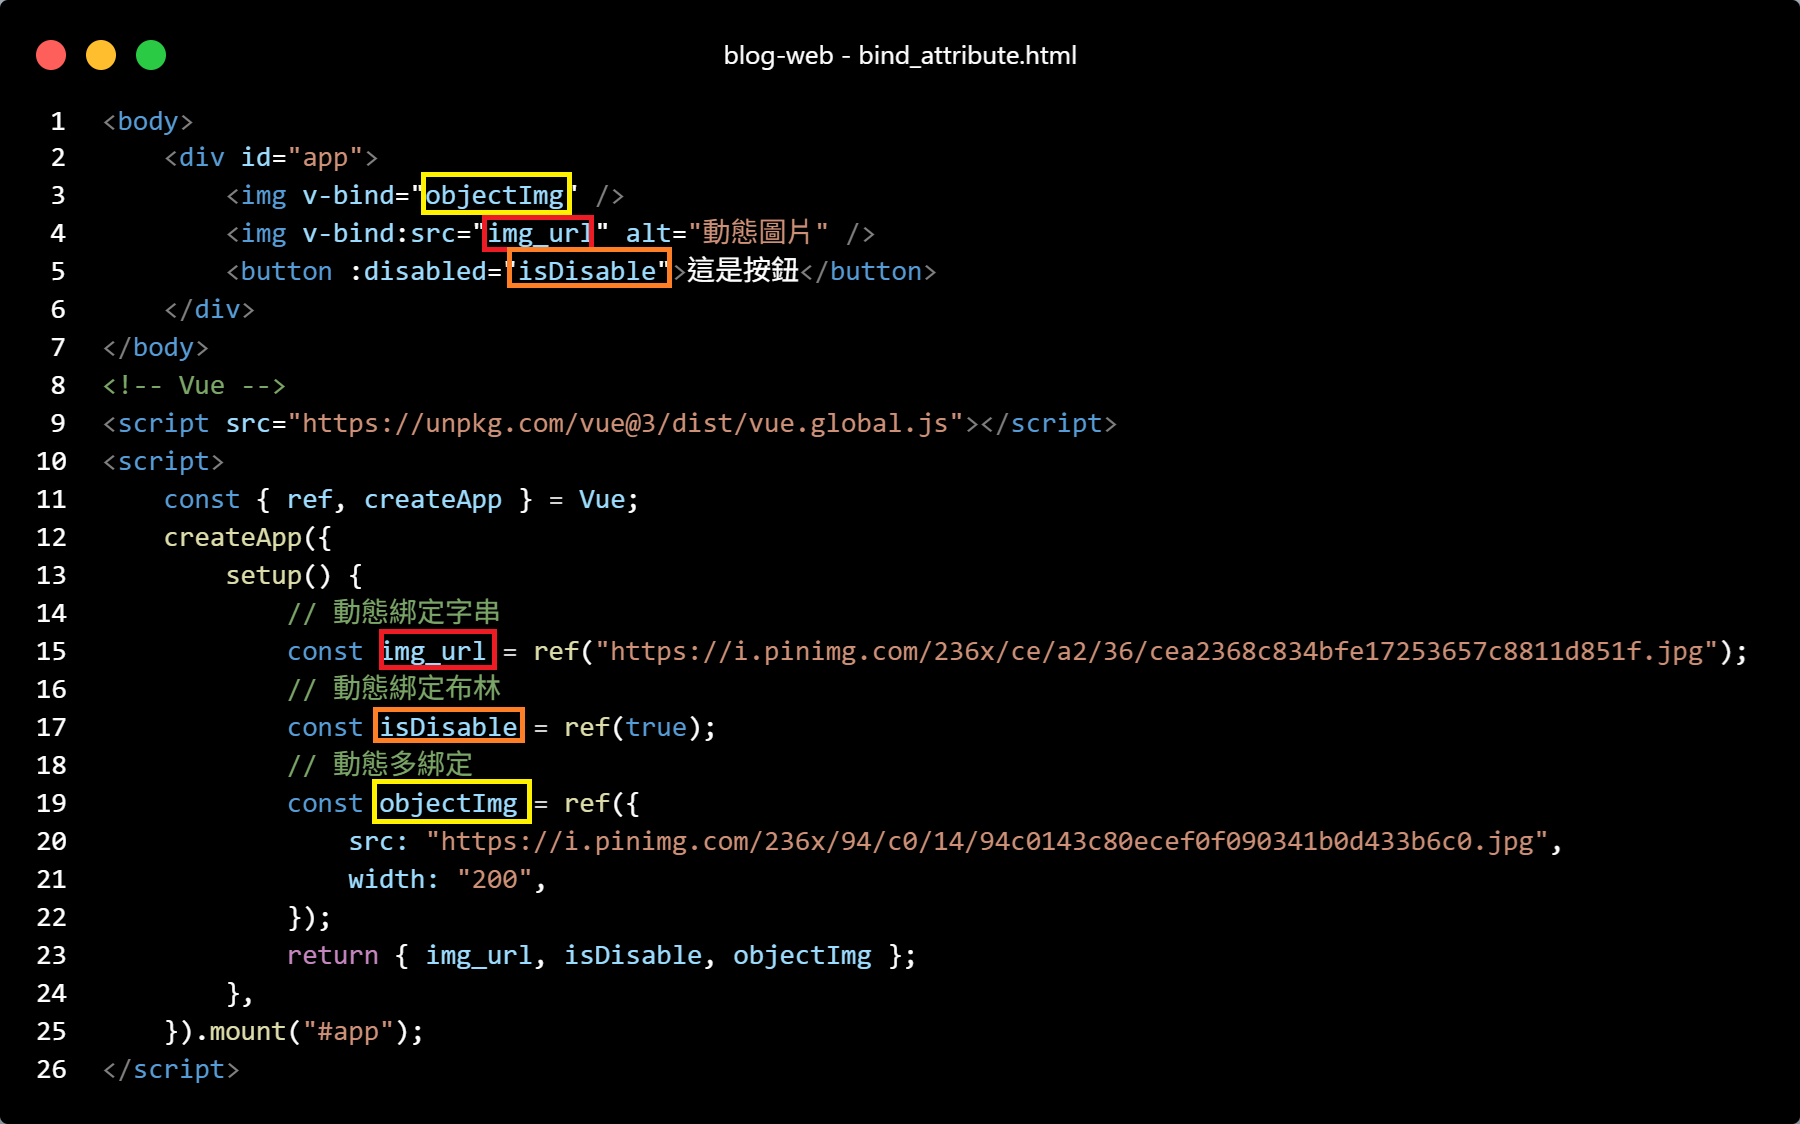 blog-web - bind_attribute.html
1 <body>
2 <div id="app">
3 <img v-bind="objectImg" />
4 <img v-bind:src="img_url" alt="動態圖片" />
5 <button :disabled="isDisable">這是按鈕</button>
6 </div>
7 </body>
8 <!-- Vue -->
9 <script src="https://unpkg.com/vue@3/dist/vue.global.js"></script>
10 <script>
11 const { ref, createApp } = Vue;
12 createApp({
13 setup() {
14 // 動態綁定字串
15 const img_url = ref("https://i.pinimg.com/236x/ce/a2/36/cea2368c834bfe17253657c8811d851f.jpg");
16 // 動態綁定布林
17 const isDisable = ref(true);
18 // 動態多綁定
19 const objectImg = ref({
20 src: "https://i.pinimg.com/236x/94/c0/14/94c0143c80ecef0f090341b0d433b6c0.jpg",
21 width: "200",
22 });
23 return { img_url, isDisable, objectImg };
24 },
25 }).mount("#app");
26 </script>